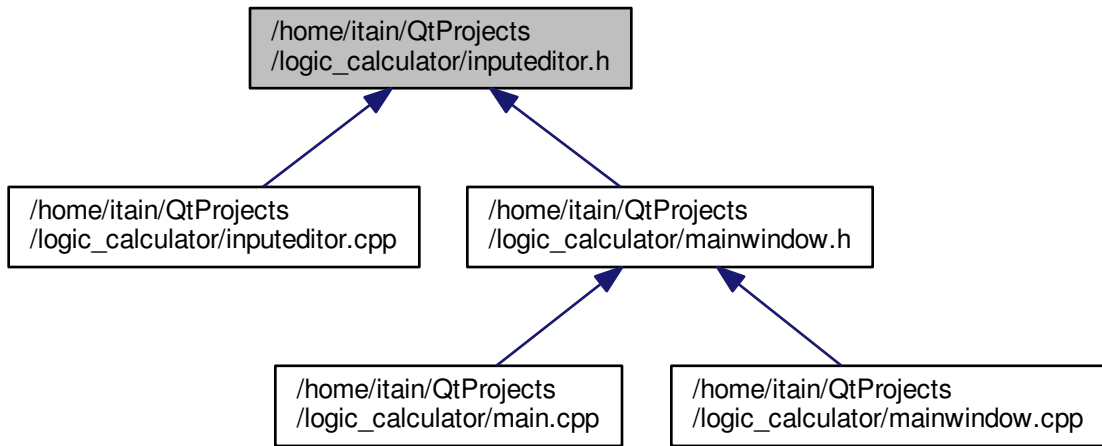 /home/itain/QtProjects
/logic_calculator/inputeditor.h
/home/itain/QtProjects
/logic_calculator/inputeditor.cpp
/home/itain/QtProjects
/logic_calculator/mainwindow.h
/home/itain/QtProjects
/logic_calculator/main.cpp
/home/itain/QtProjects
/logic_calculator/mainwindow.cpp